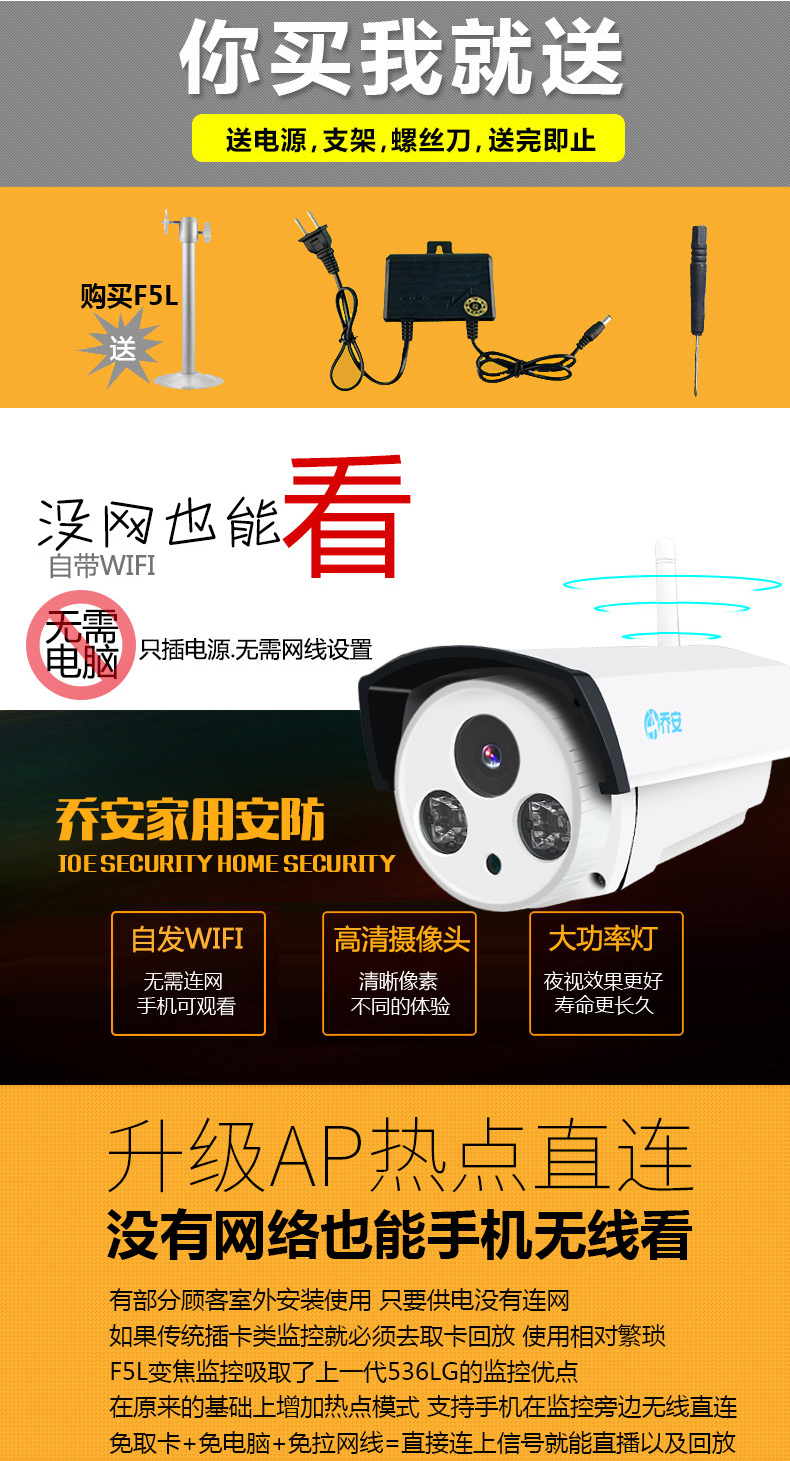 你买我就送
送电源,支架,螺丝刀,送完即止
购买F5L
送
没网也能看
自带WIFI
无需
电脑
只插电源.无需网线设置
乔安
乔安家用安防
JOE SECURITY HOME SECURITY
自发WIFI
无需连网
手机可观看
高清摄像头
清晰像素
不同的体验
大功率灯
夜视效果更好
寿命更长久
升级AP热点直连
没有网络也能手机无线看
有部分顾客室外安装使用 只要供电没有连网
如果传统插卡类监控就必须去取卡回放 使用相对繁琐
F5L变焦监控吸取了上一代536LG的监控优点
在原来的基础上增加热点模式 支持手机在监控旁边无线直连
免取卡+免电脑+免拉网线=直接连上信号就能直播以及回放